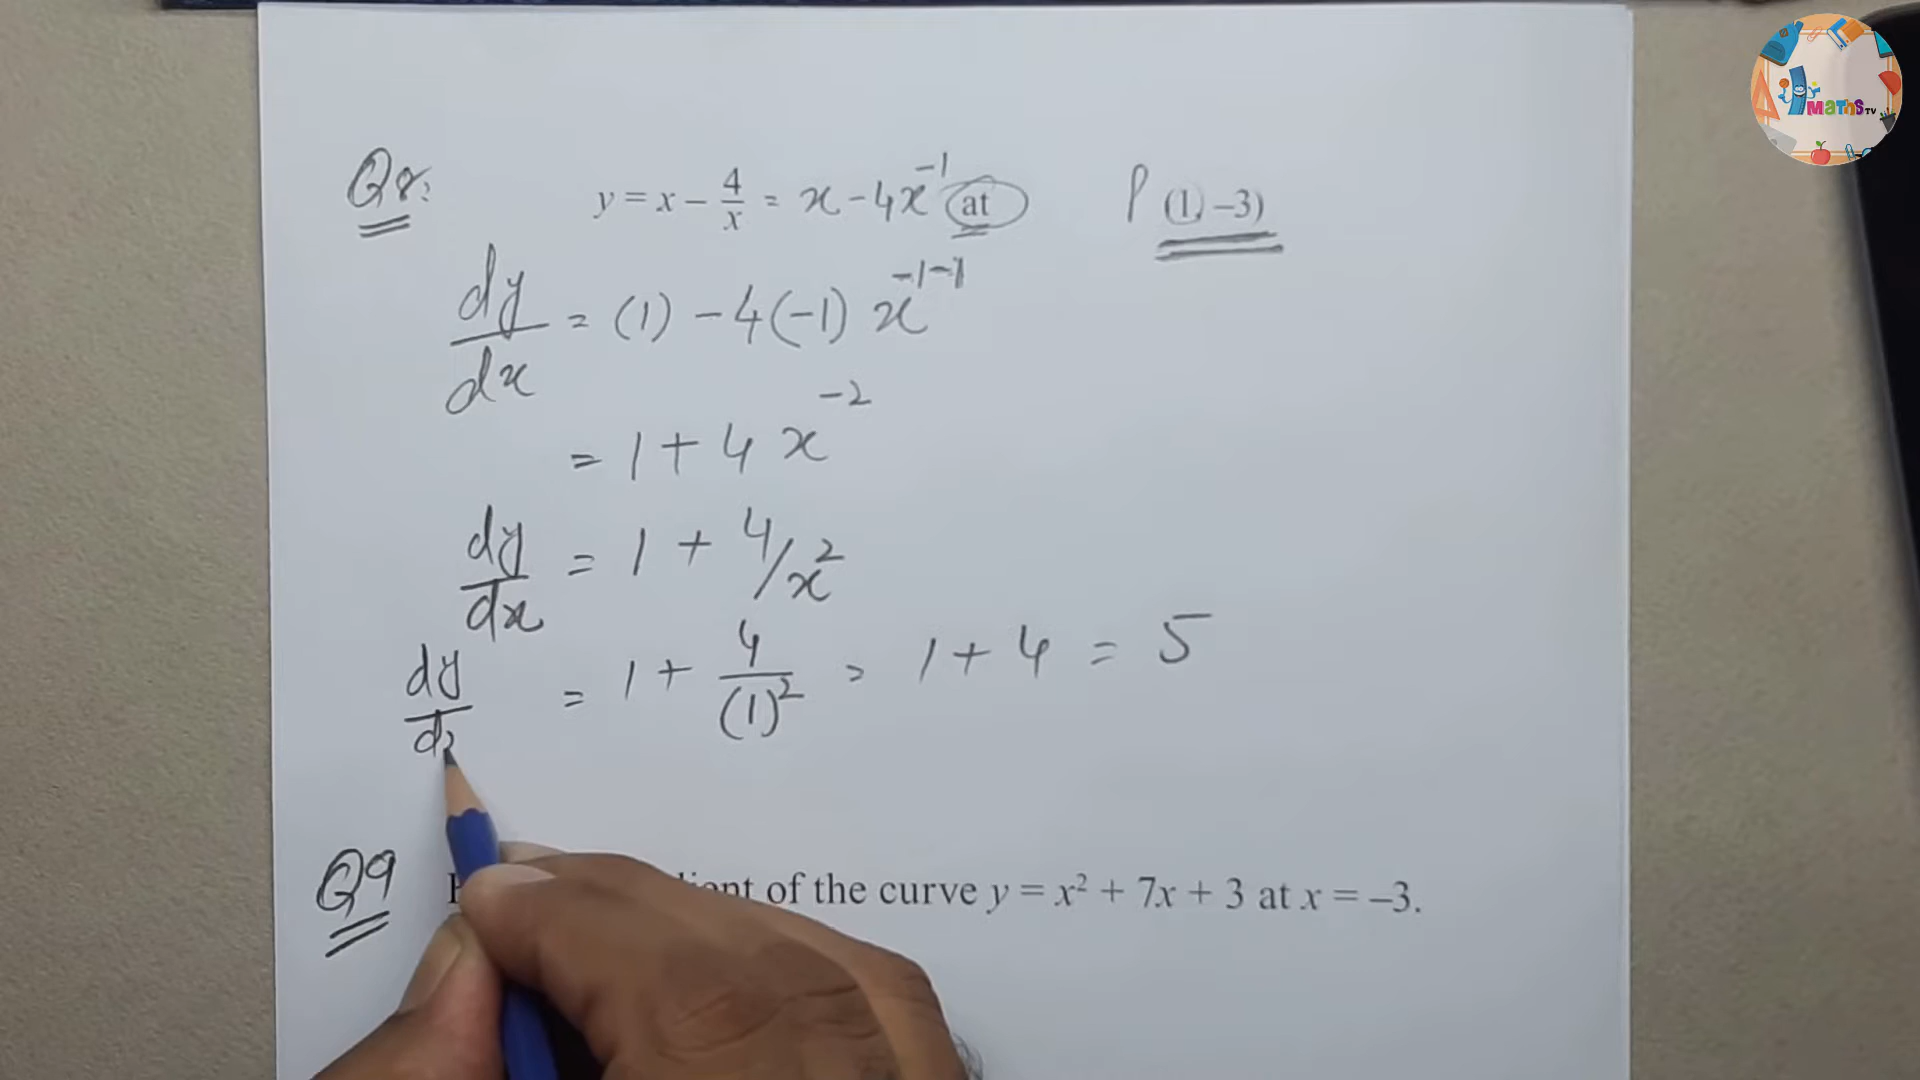 MATHS TV
Q8: y = x − 4/x = x − 4x⁻¹ at P (1, −3)
dy/dx = (1) − 4(−1) x⁻¹⁻¹
= 1 + 4 x⁻²
dy/dx = 1 + 4/x²
dy/dx = 1 + 4/(1)² = 1 + 4 = 5
Q9 of the curve y = x² + 7x + 3 at x = −3.